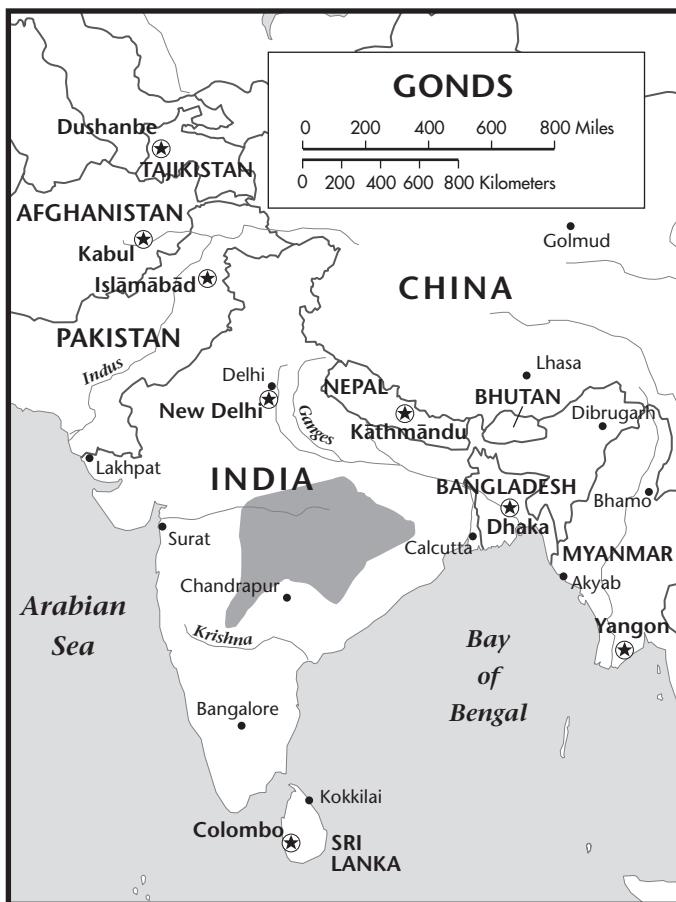 GONDS
0 200 400 600 800 Miles
0 200 400 600 800 Kilometers
Dushanbe
TAJIKISTAN
AFGHANISTAN
Kabul
Islāmābād
Golmud
CHINA
PAKISTAN
Indus
Delhi
New Delhi
Ganges
NEPAL
Kāthmāndu
Lhasa
BHUTAN
Dibrugarh
Lakhpat
INDIA
BANGLADESH
Dhaka
Bhamo
Surat
Calcutta
MYANMAR
Chandrapur
Akyab
Arabian
Sea
Krishna
Yangon
Bay
of
Bengal
Bangalore
Kokkilai
Colombo
SRI
LANKA